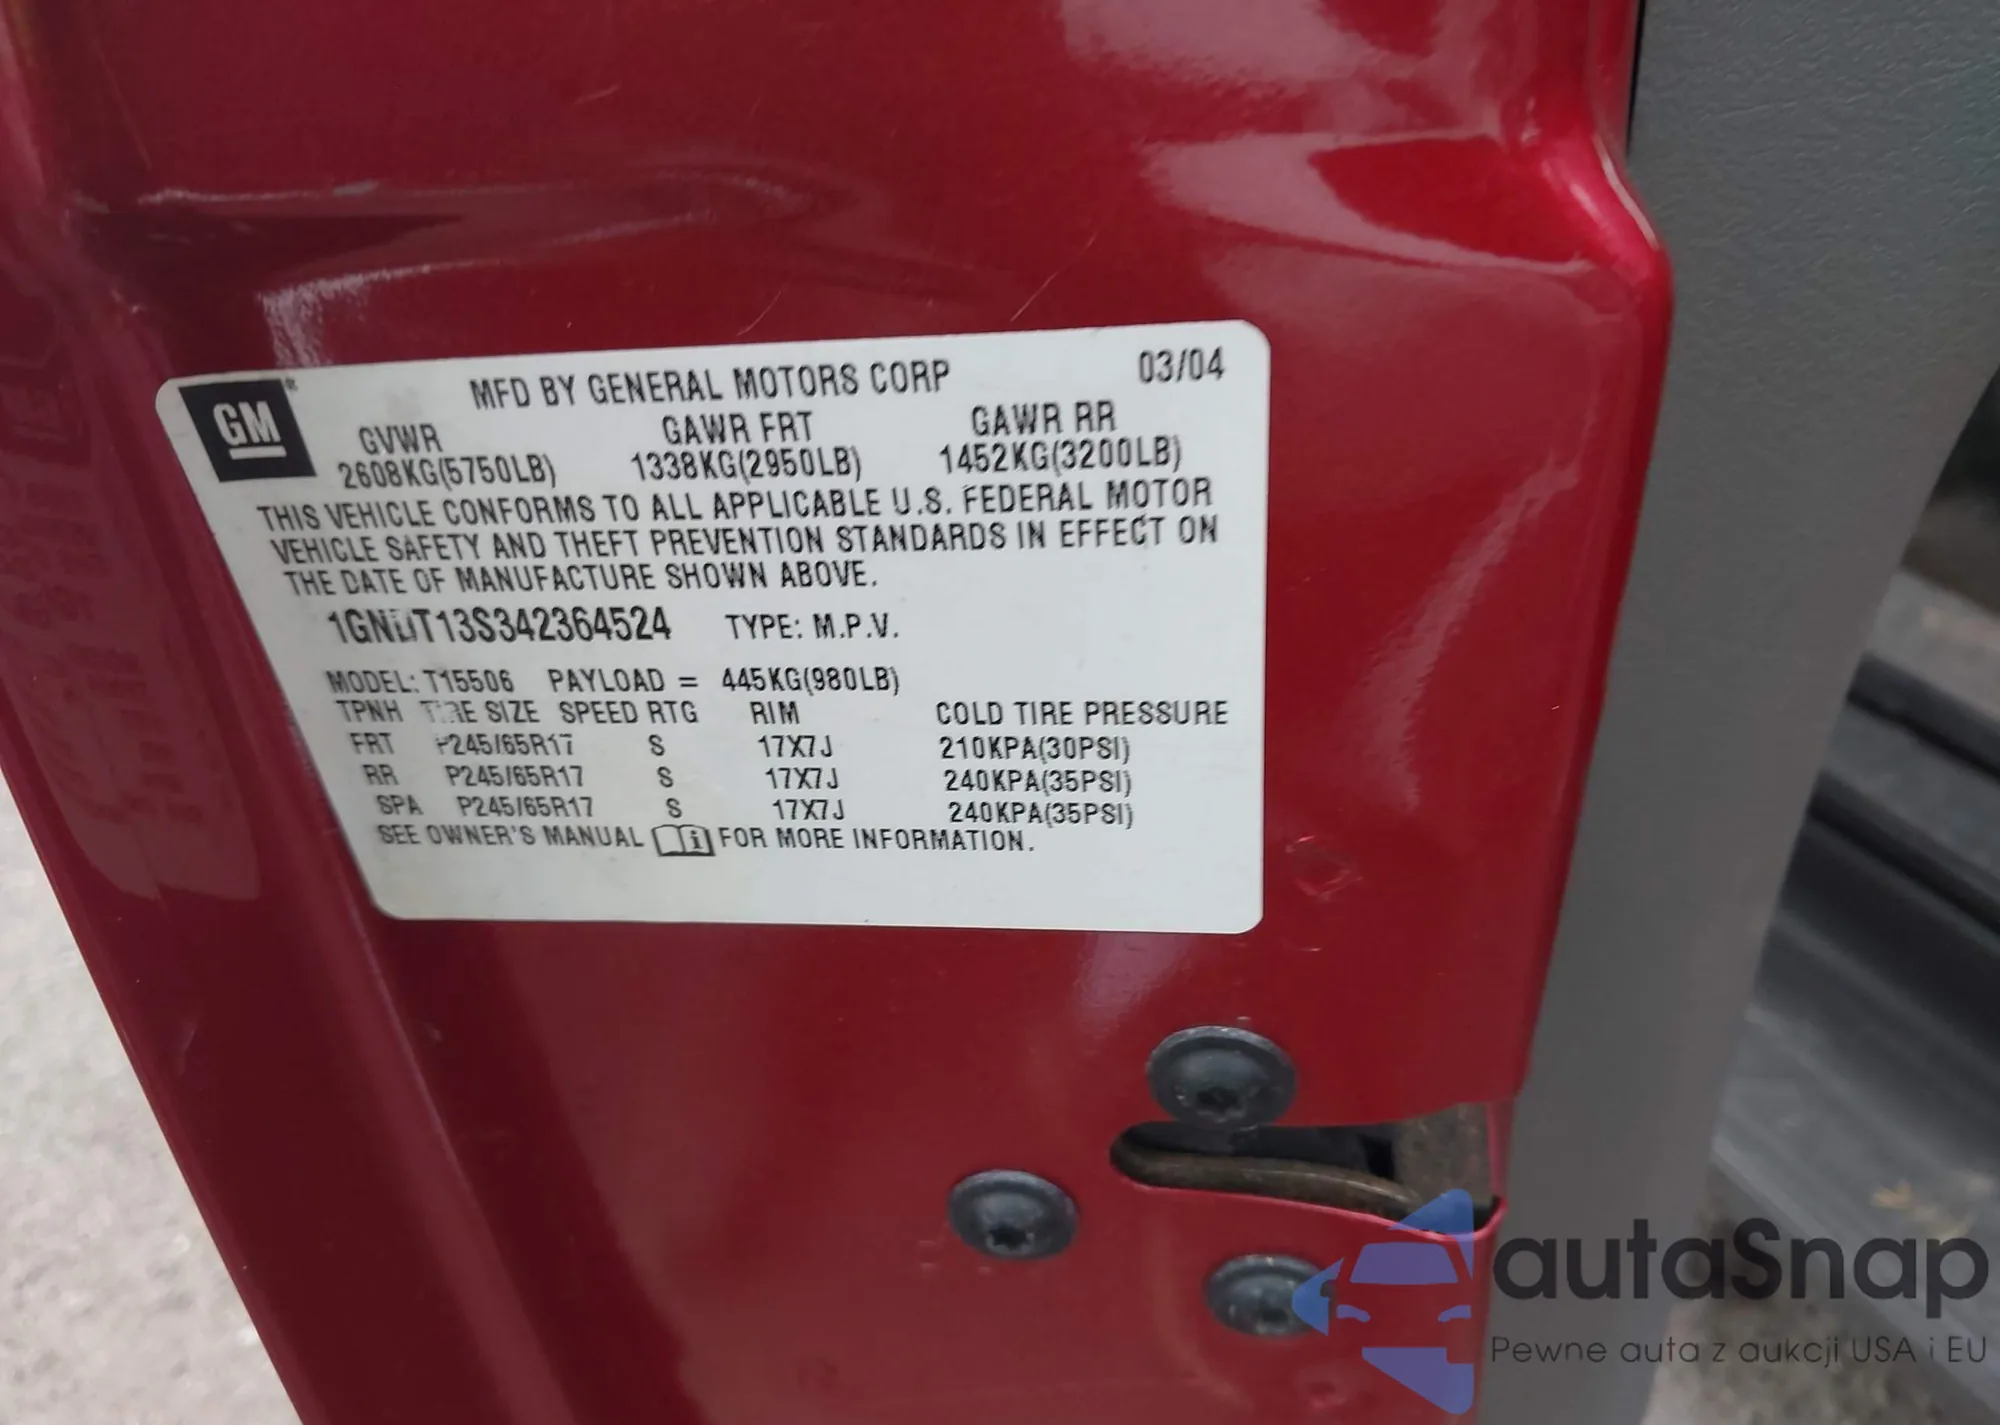 GM
MFD BY GENERAL MOTORS CORP 03/04
GVWR GAWR FRT GAWR RR
2608KG(5750LB) 1338KG(2950LB) 1452KG(3200LB)
THIS VEHICLE CONFORMS TO ALL APPLICABLE U.S. FEDERAL MOTOR
VEHICLE SAFETY AND THEFT PREVENTION STANDARDS IN EFFECT ON
THE DATE OF MANUFACTURE SHOWN ABOVE.
1GNDT13S342364524 TYPE: M.P.V.
MODEL: T15506 PAYLOAD = 445KG(980LB)
TPNH TIRE SIZE SPEED RTG RIM COLD TIRE PRESSURE
FRT P245/65R17 S 17X7J 210KPA(30PSI)
RR P245/65R17 S 17X7J 240KPA(35PSI)
SPA P245/65R17 S 17X7J 240KPA(35PSI)
SEE OWNER'S MANUAL FOR MORE INFORMATION.
autaSnap
Pewne auta z aukcji USA i EU